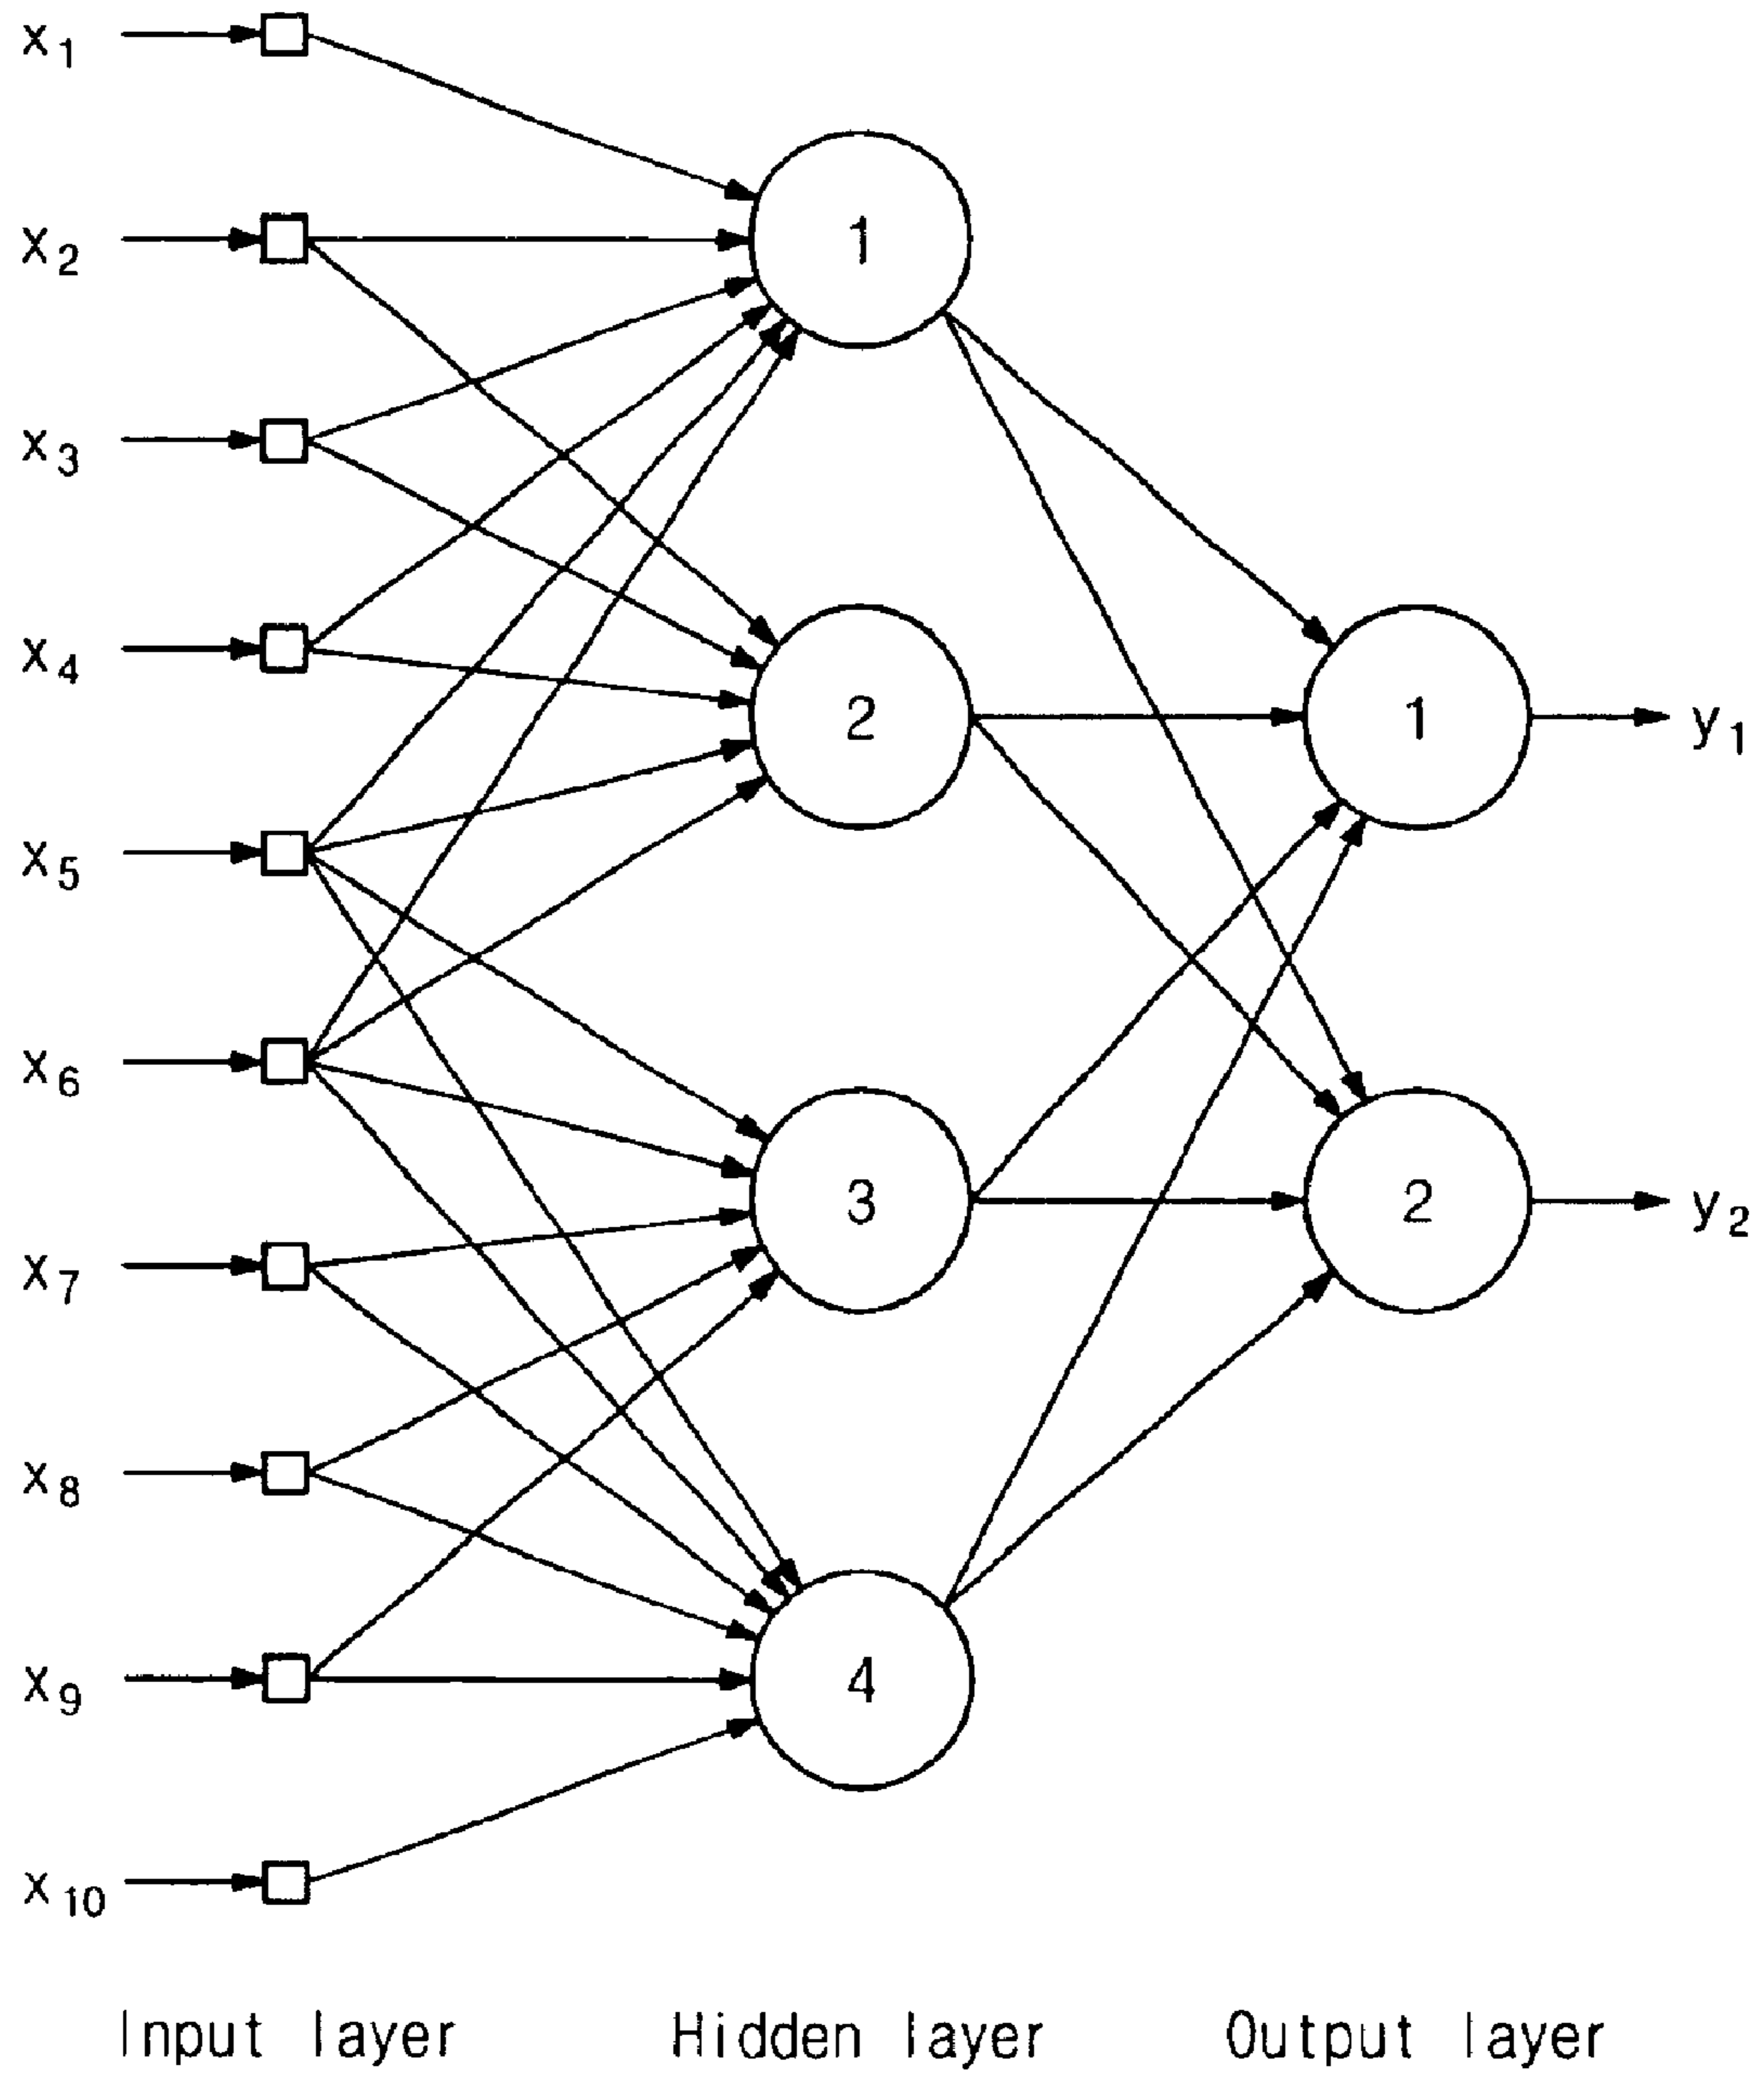 x1
x2
x3
x4
x5
x6
x7
x8
x9
x10
1
2
3
4
1
2
y1
y2
Input layer
Hidden layer
Output layer